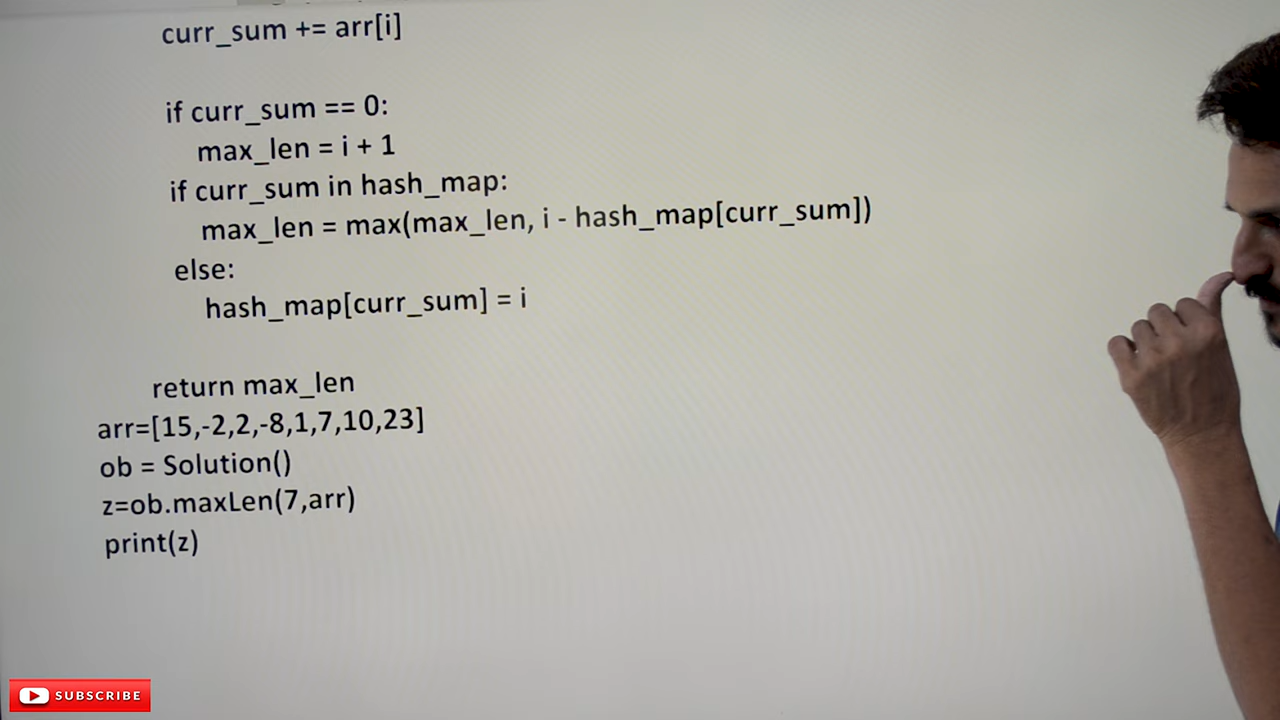 curr_sum += arr[i]
if curr_sum == 0:
max_len = i + 1
if curr_sum in hash_map:
max_len = max(max_len, i - hash_map[curr_sum])
else:
hash_map[curr_sum] = i
return max_len
arr=[15,-2,2,-8,1,7,10,23]
ob = Solution()
z=ob.maxLen(7,arr)
print(z)
SUBSCRIBE